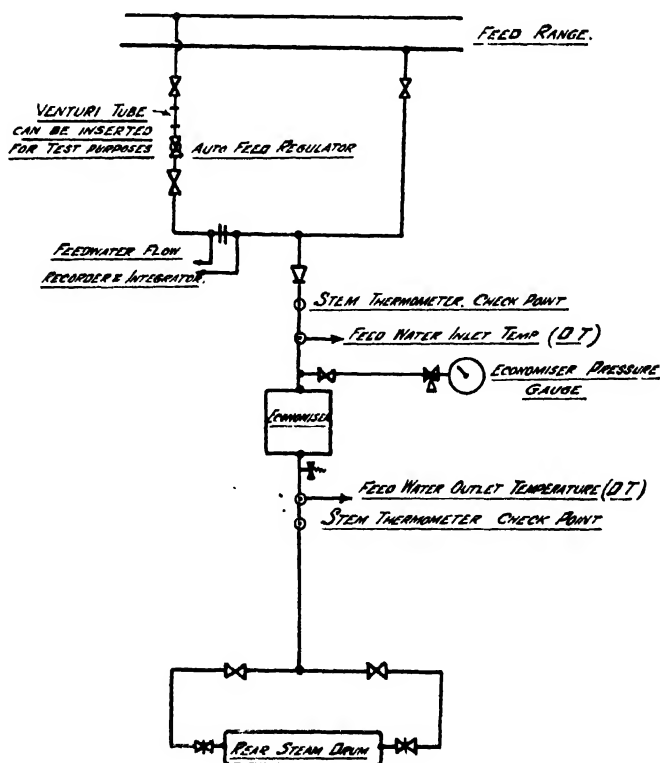 FEED RANGE.
VENTURI TUBE
CAN BE INSERTED
FOR TEST PURPOSES
AUTO FEED REGULATOR
FEEDWATER FLOW
RECORDER & INTEGRATOR.
STEM THERMOMETER. CHECK POINT
FEED WATER INLET TEMP (DT)
ECONOMISER PRESSURE
GAUGE
ECONOMISER
FEED WATER OUTLET TEMPERATURE (DT)
STEM THERMOMETER CHECK POINT
REAR STEAM DRUM